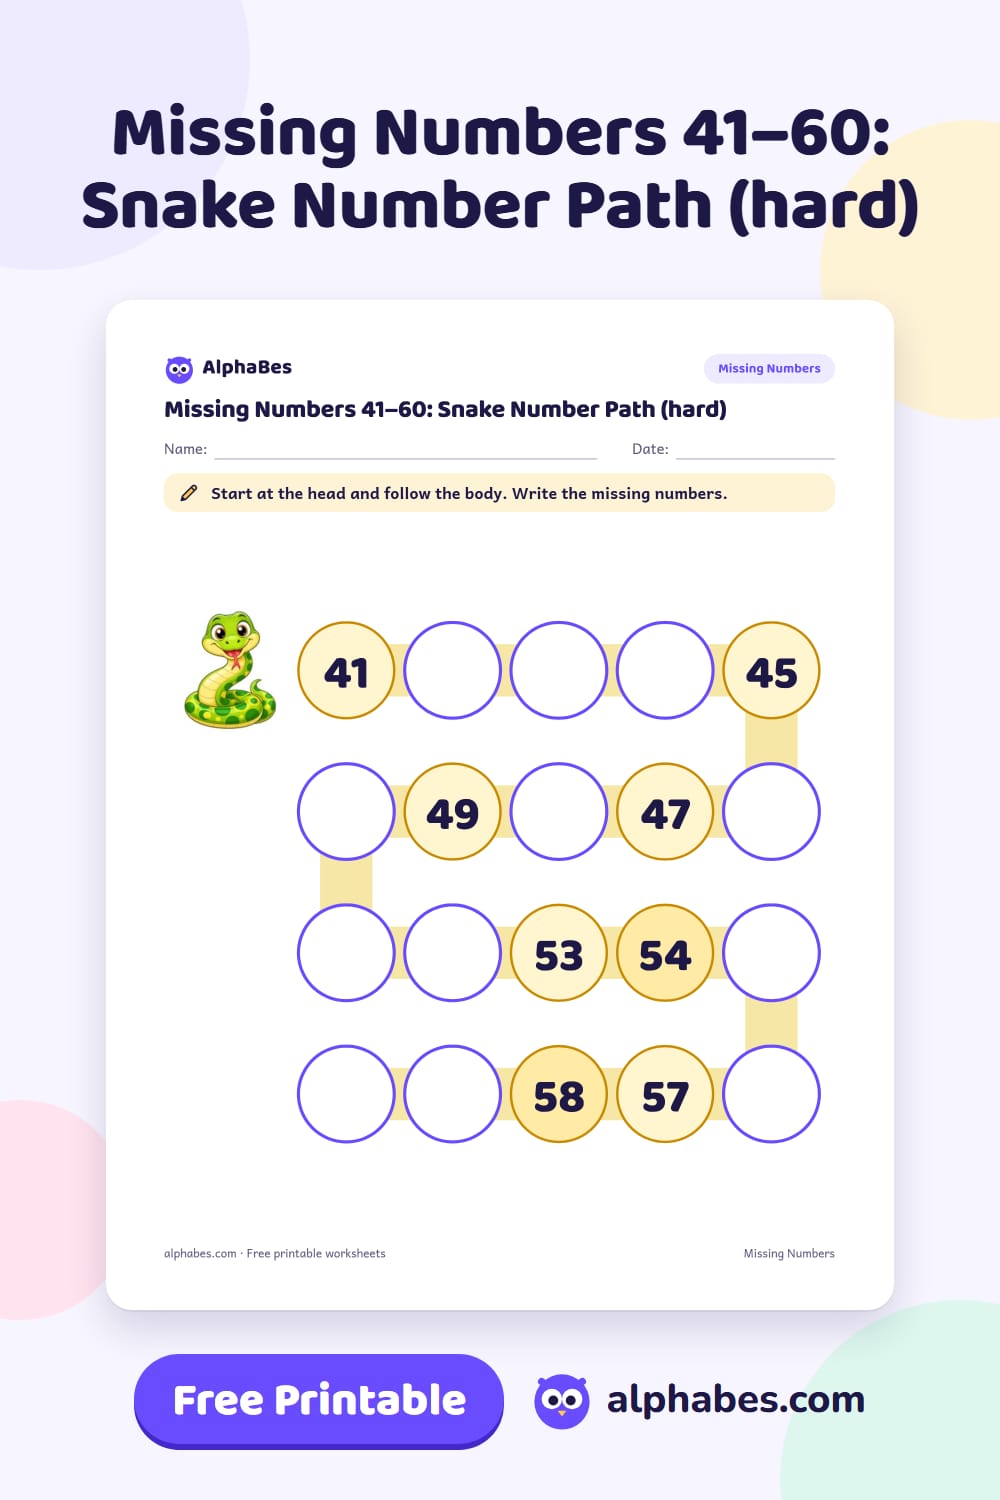 Missing Numbers 41–60:
Snake Number Path (hard)
AlphaBes
Missing Numbers
Missing Numbers 41–60: Snake Number Path (hard)
Name:
Date:
Start at the head and follow the body. Write the missing numbers.
41 45
49 47
53 54
58 57
alphabes.com · Free printable worksheets
Missing Numbers
Free Printable
alphabes.com